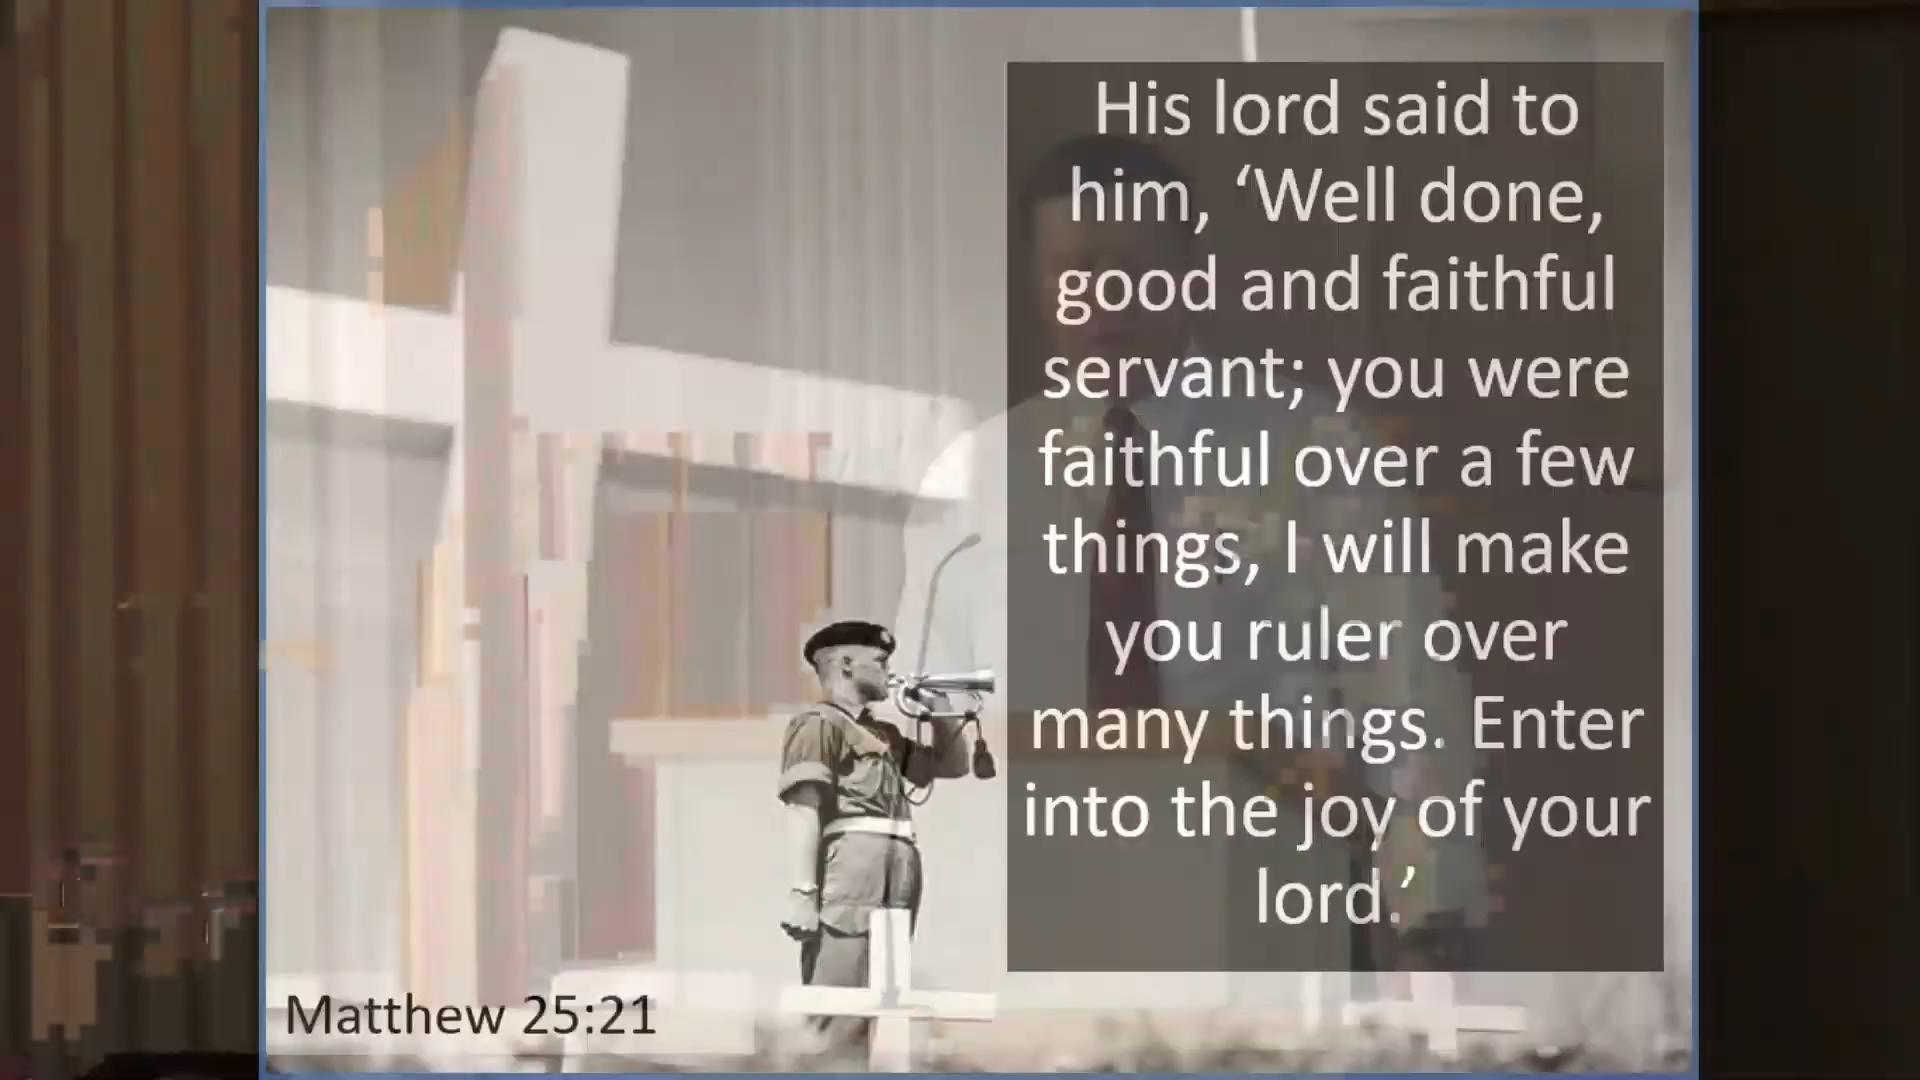 His lord said to
him, ‘Well done,
good and faithful
servant; you were
faithful over a few
things, I will make
you ruler over
many things. Enter
into the joy of your
lord.’
Matthew 25:21